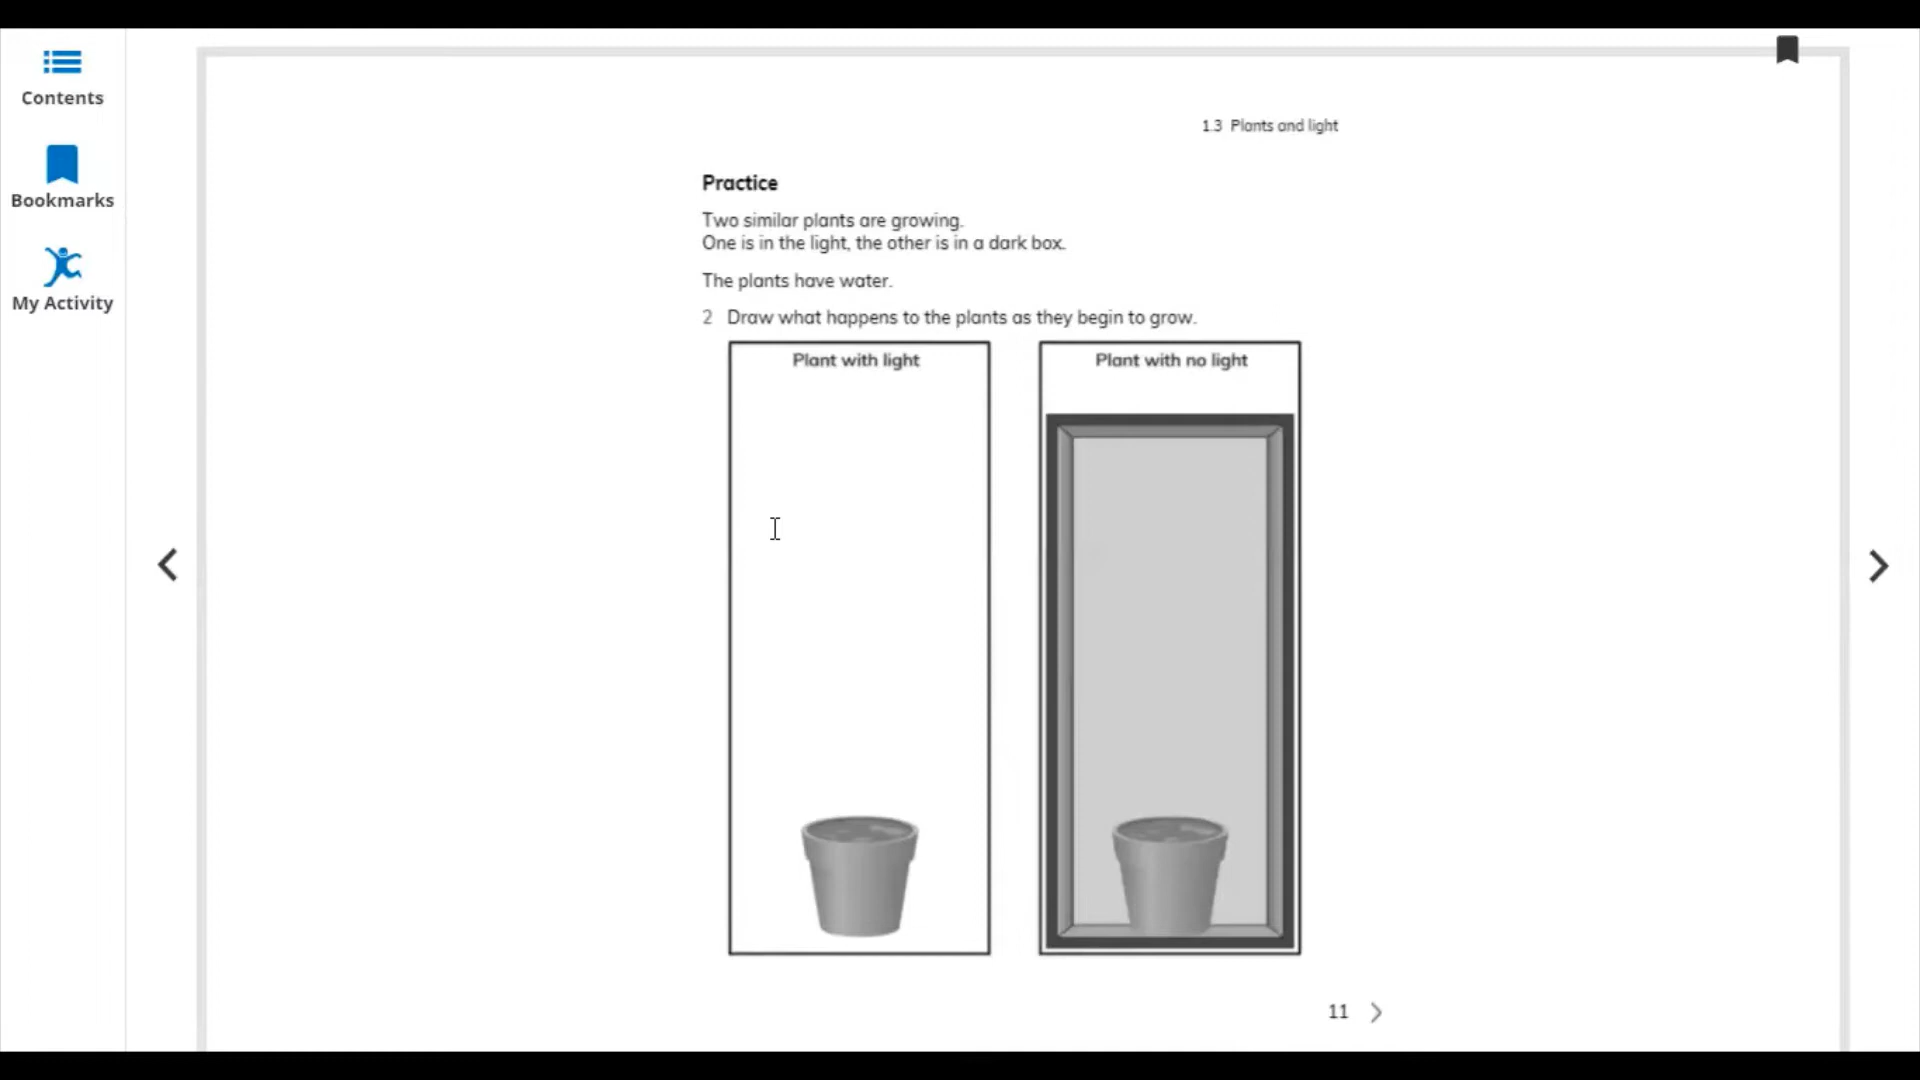 Contents
Bookmarks
My Activity
1.3 Plants and light
Practice
Two similar plants are growing.
One is in the light, the other is in a dark box.
The plants have water.
2 Draw what happens to the plants as they begin to grow.
Plant with light
Plant with no light
11